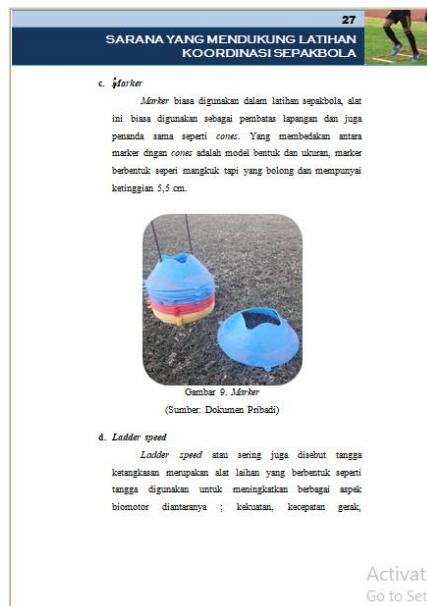 27
SARANA YANG MENDUKUNG LATIHAN
KOORDINASI SEPAKBOLA
c. Marker
Marker biasa digunakan dalam latihan sepakbola, alat
ini biasa digunakan sebagai pembatas lapangan dan juga
penanda sama seperti cones. Yang membedakan antara
marker dngan cones adalah model bentuk dan ukuran, marker
berbentuk seperi mangkuk tapi yang bolong dan mempunyai
ketinggian 5,5 cm.
Gambar 9. Marker
(Sumber: Dokumen Pribadi)
d. Ladder speed
Ladder speed atau sering juga disebut tangga
ketangkasan merupakan alat laihan yang berbentuk seperti
tangga digunakan untuk meningkatkan berbagai aspek
biomotor diantaranya ; kekuatan, kecepatan gerak,
Activat
Go to Set